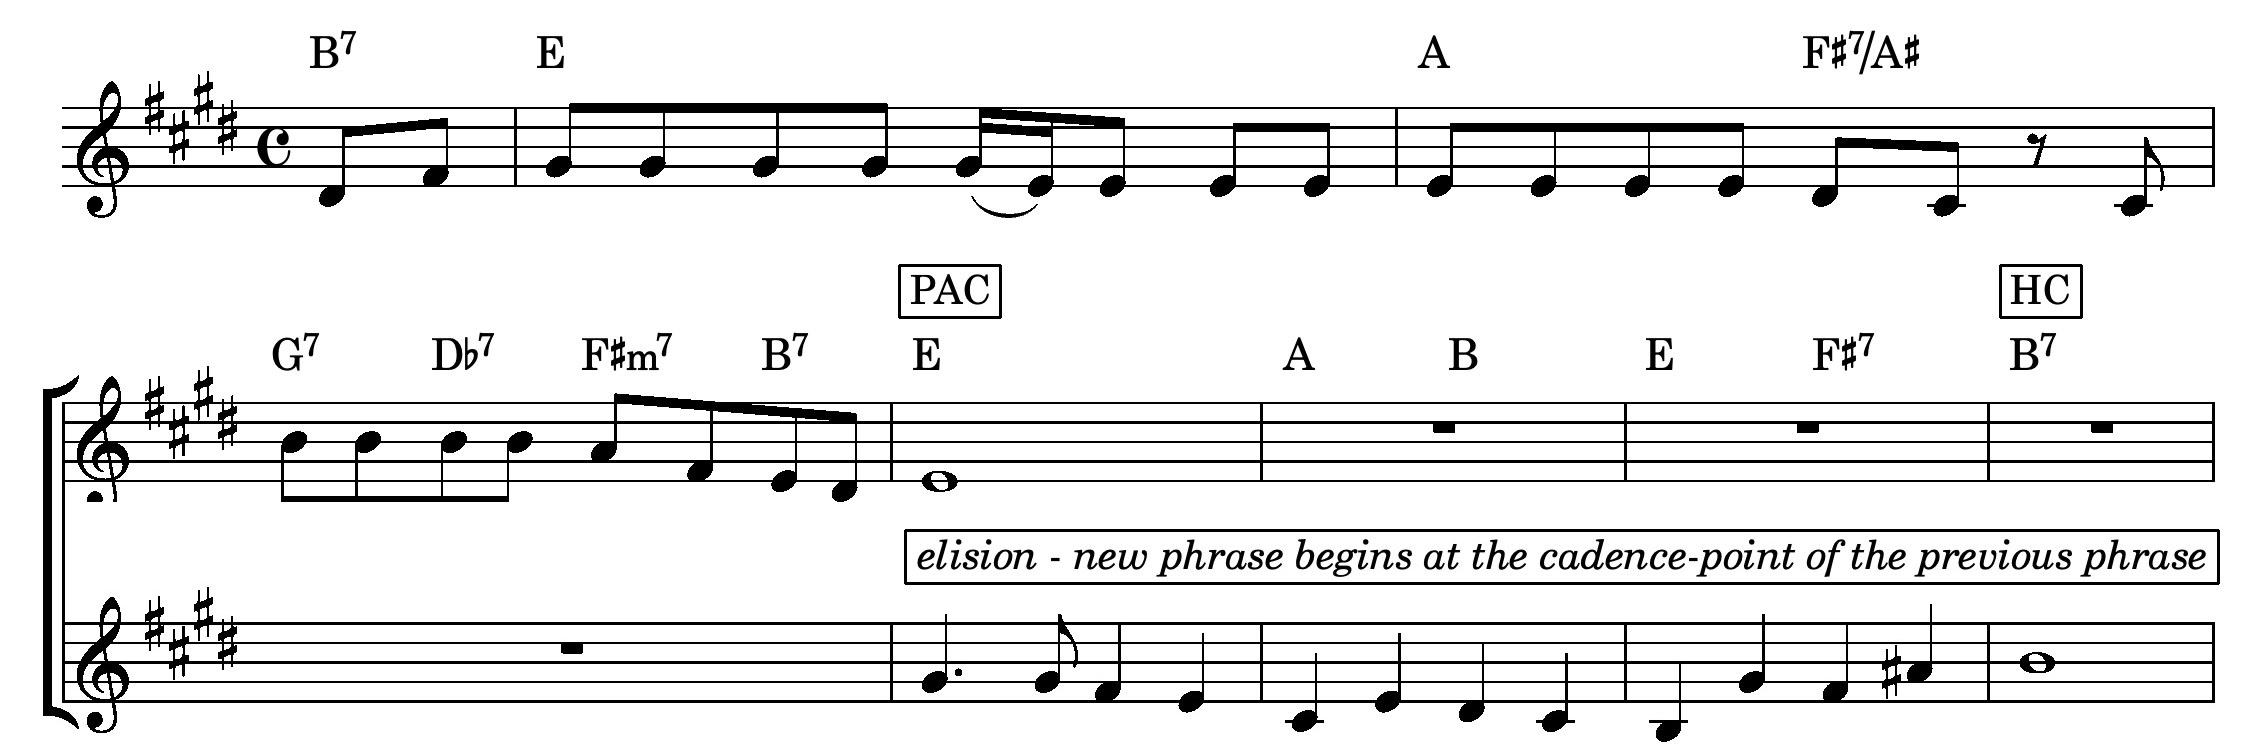 B7 E A F♯7/A♯
PAC HC
G7 D♭7 F♯m7 B7 E A B E F♯7 B7
elision - new phrase begins at the cadence-point of the previous phrase